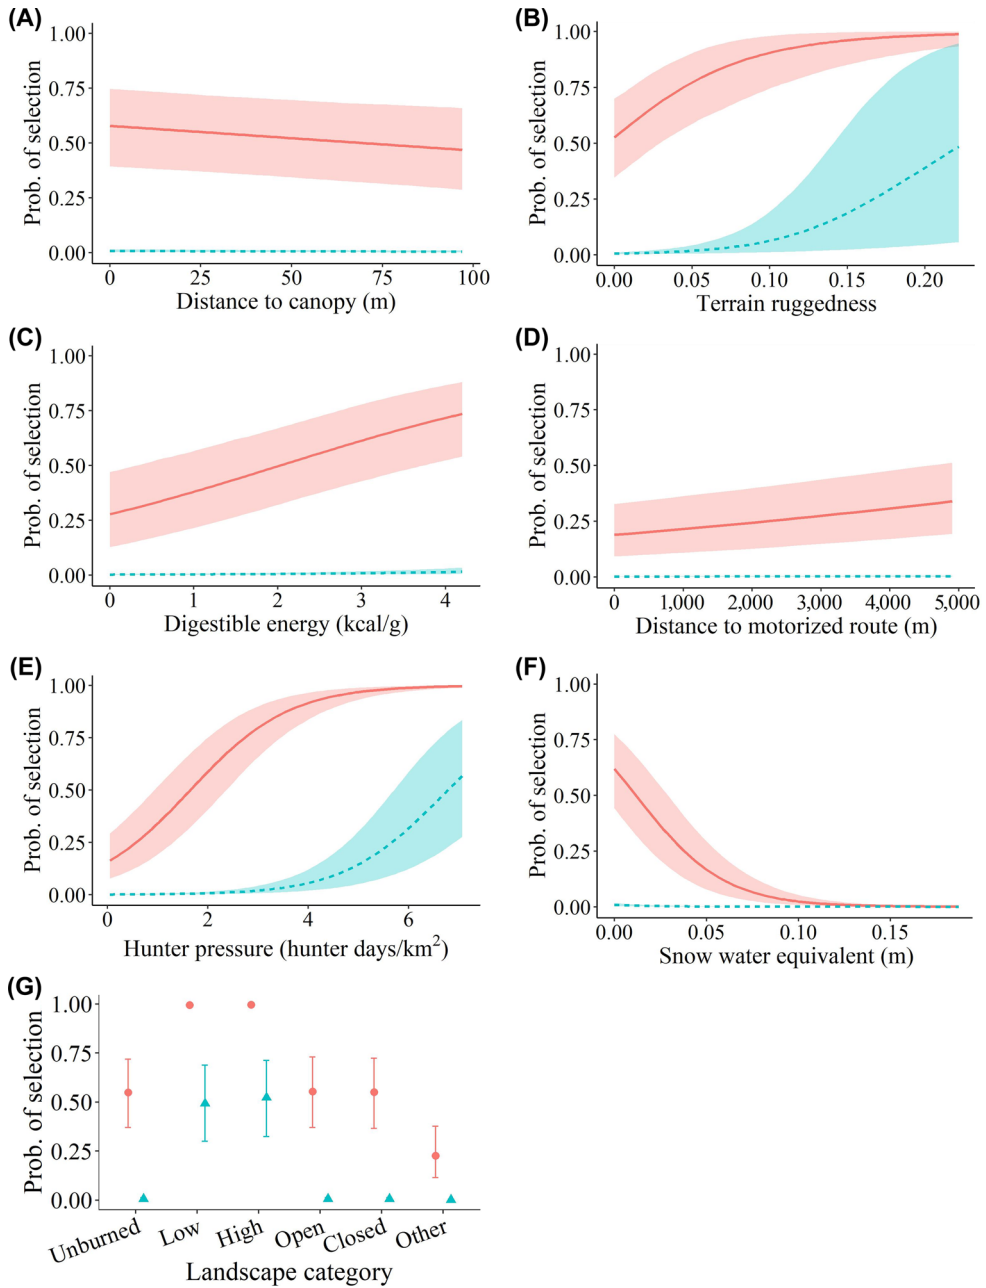 (A)
1.00
0.75
0.50
0.25
0.00
Prob. of selection
0 25 50 75 100
Distance to canopy (m)
(B)
1.00
0.75
0.50
0.25
0.00
Prob. of selection
0.00 0.05 0.10 0.15 0.20
Terrain ruggedness
(C)
1.00
0.75
0.50
0.25
0.00
Prob. of selection
0 1 2 3 4
Digestible energy (kcal/g)
(D)
1.00
0.75
0.50
0.25
0.00
Prob. of selection
0 1,000 2,000 3,000 4,000 5,000
Distance to motorized route (m)
(E)
1.00
0.75
0.50
0.25
0.00
Prob. of selection
0 2 4 6
Hunter pressure (hunter days/km²)
(F)
1.00
0.75
0.50
0.25
0.00
Prob. of selection
0.00 0.05 0.10 0.15
Snow water equivalent (m)
(G)
1.00
0.75
0.50
0.25
0.00
Prob. of selection
Unburned Low High Open Closed Other
Landscape category